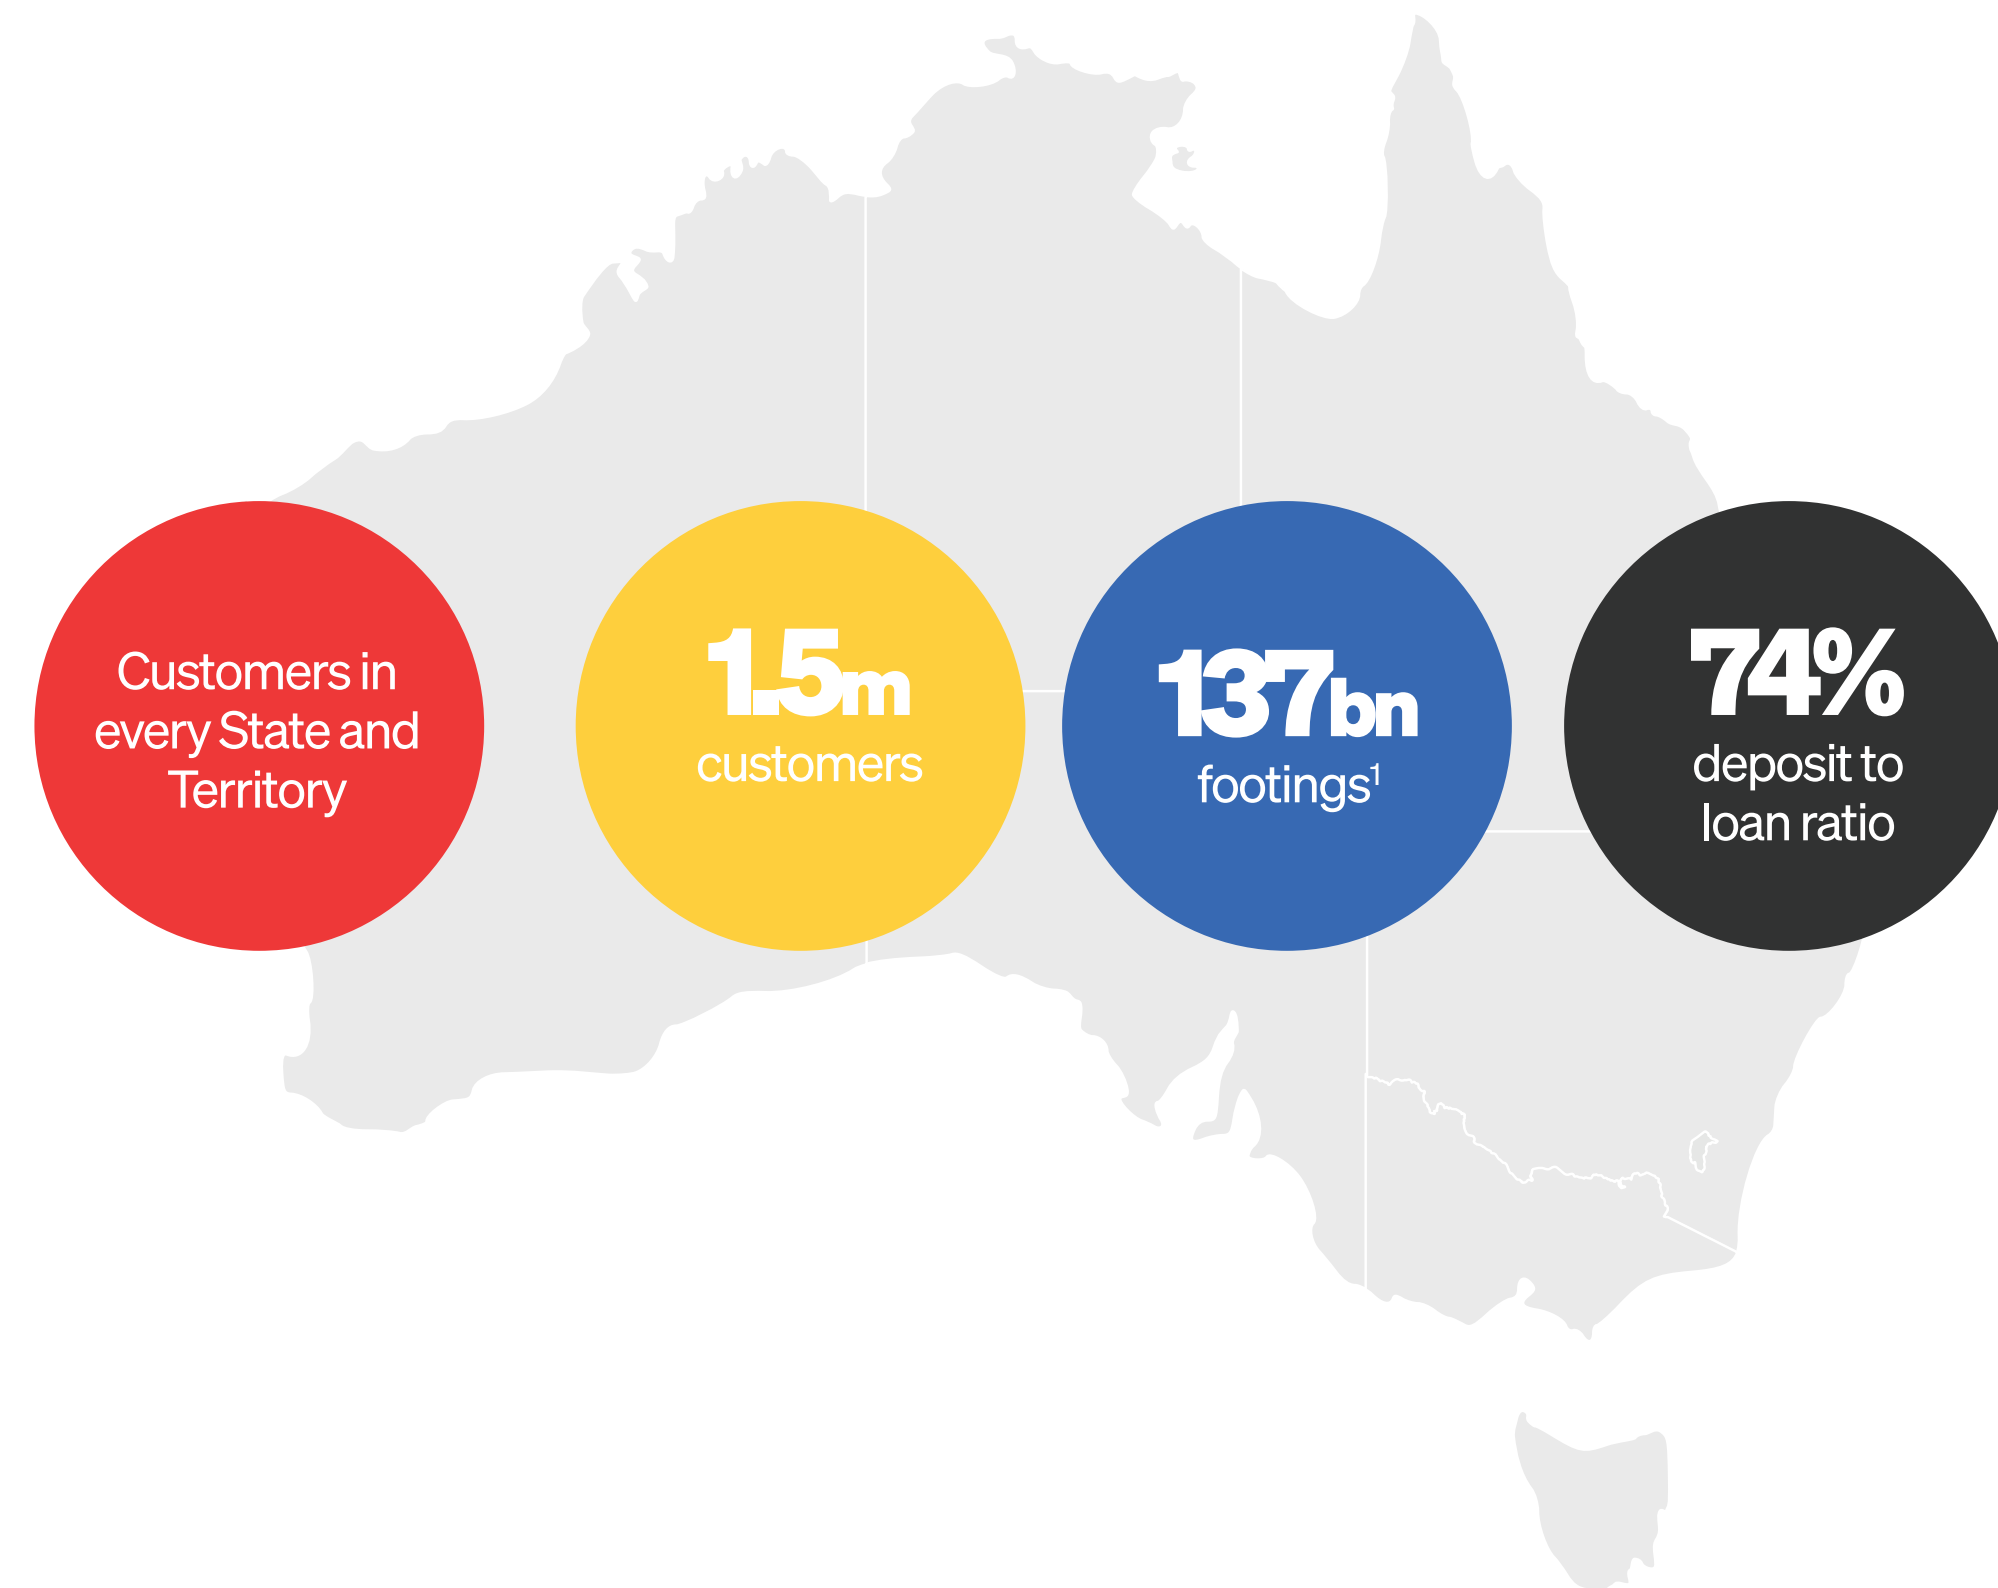 Customers in
every State and
Territory
1.5m
customers
137bn
footings¹
74%
deposit to
loan ratio